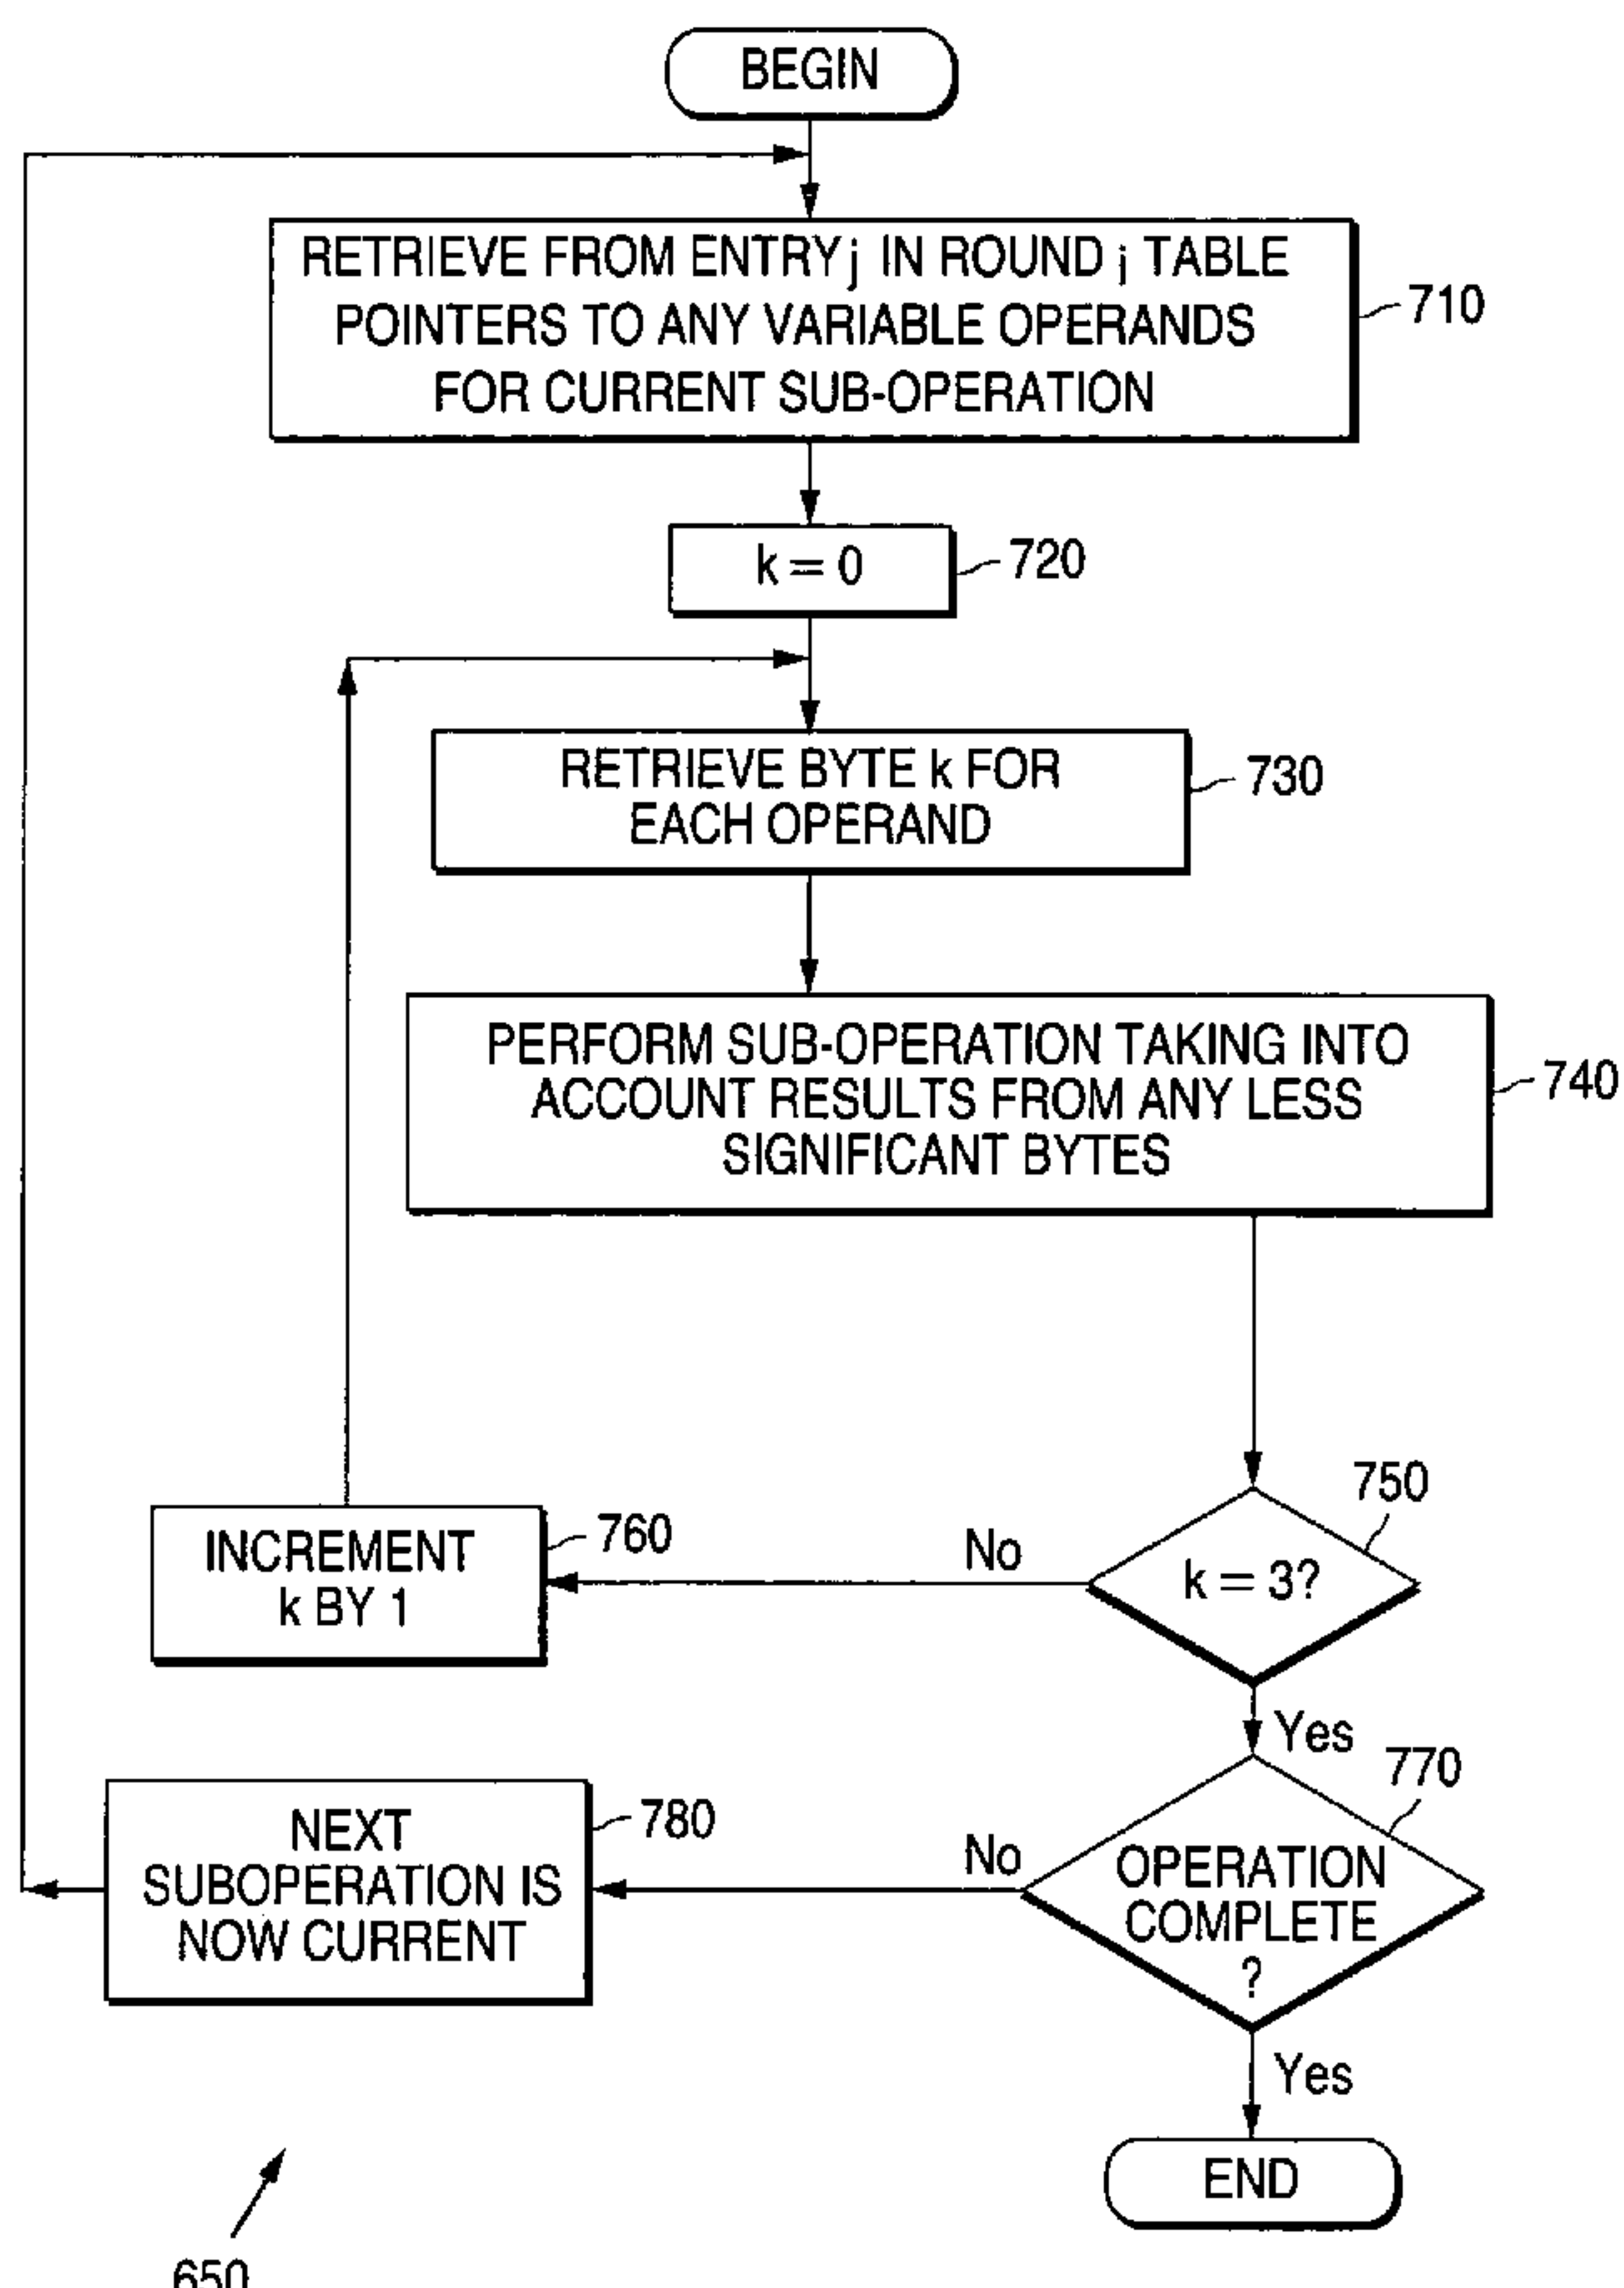 BEGIN
RETRIEVE FROM ENTRY j IN ROUND j TABLE
POINTERS TO ANY VARIABLE OPERANDS
FOR CURRENT SUB-OPERATION
710
k = 0
720
RETRIEVE BYTE k FOR
EACH OPERAND
730
PERFORM SUB-OPERATION TAKING INTO
ACCOUNT RESULTS FROM ANY LESS
SIGNIFICANT BYTES
740
750
k = 3?
No
INCREMENT
k BY 1
760
Yes
770
OPERATION
COMPLETE
?
No
NEXT
SUBOPERATION IS
NOW CURRENT
780
Yes
END
650